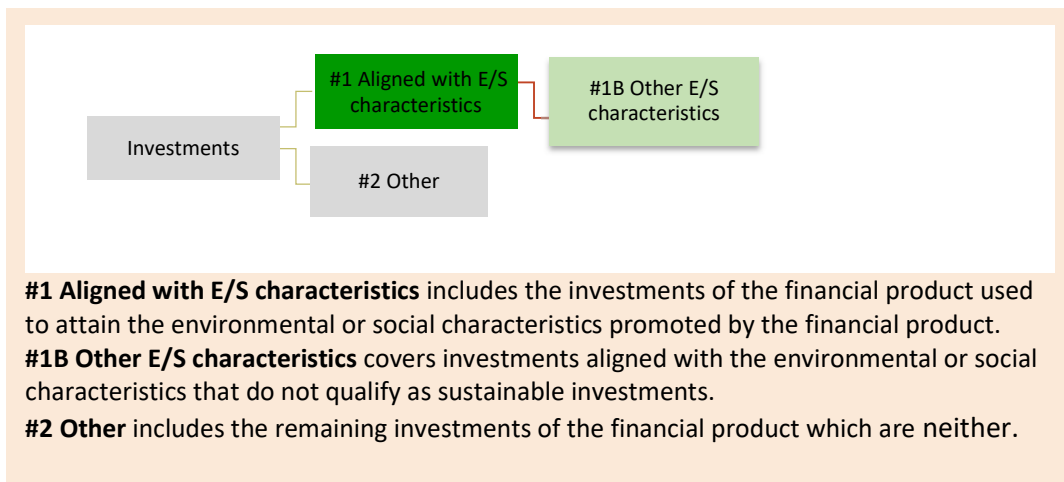 #1 Aligned with E/S
characteristics
#1B Other E/S
characteristics
Investments
#2 Other
#1 Aligned with E/S characteristics includes the investments of the financial product used
to attain the environmental or social characteristics promoted by the financial product.
#1B Other E/S characteristics covers investments aligned with the environmental or social
characteristics that do not qualify as sustainable investments.
#2 Other includes the remaining investments of the financial product which are neither.